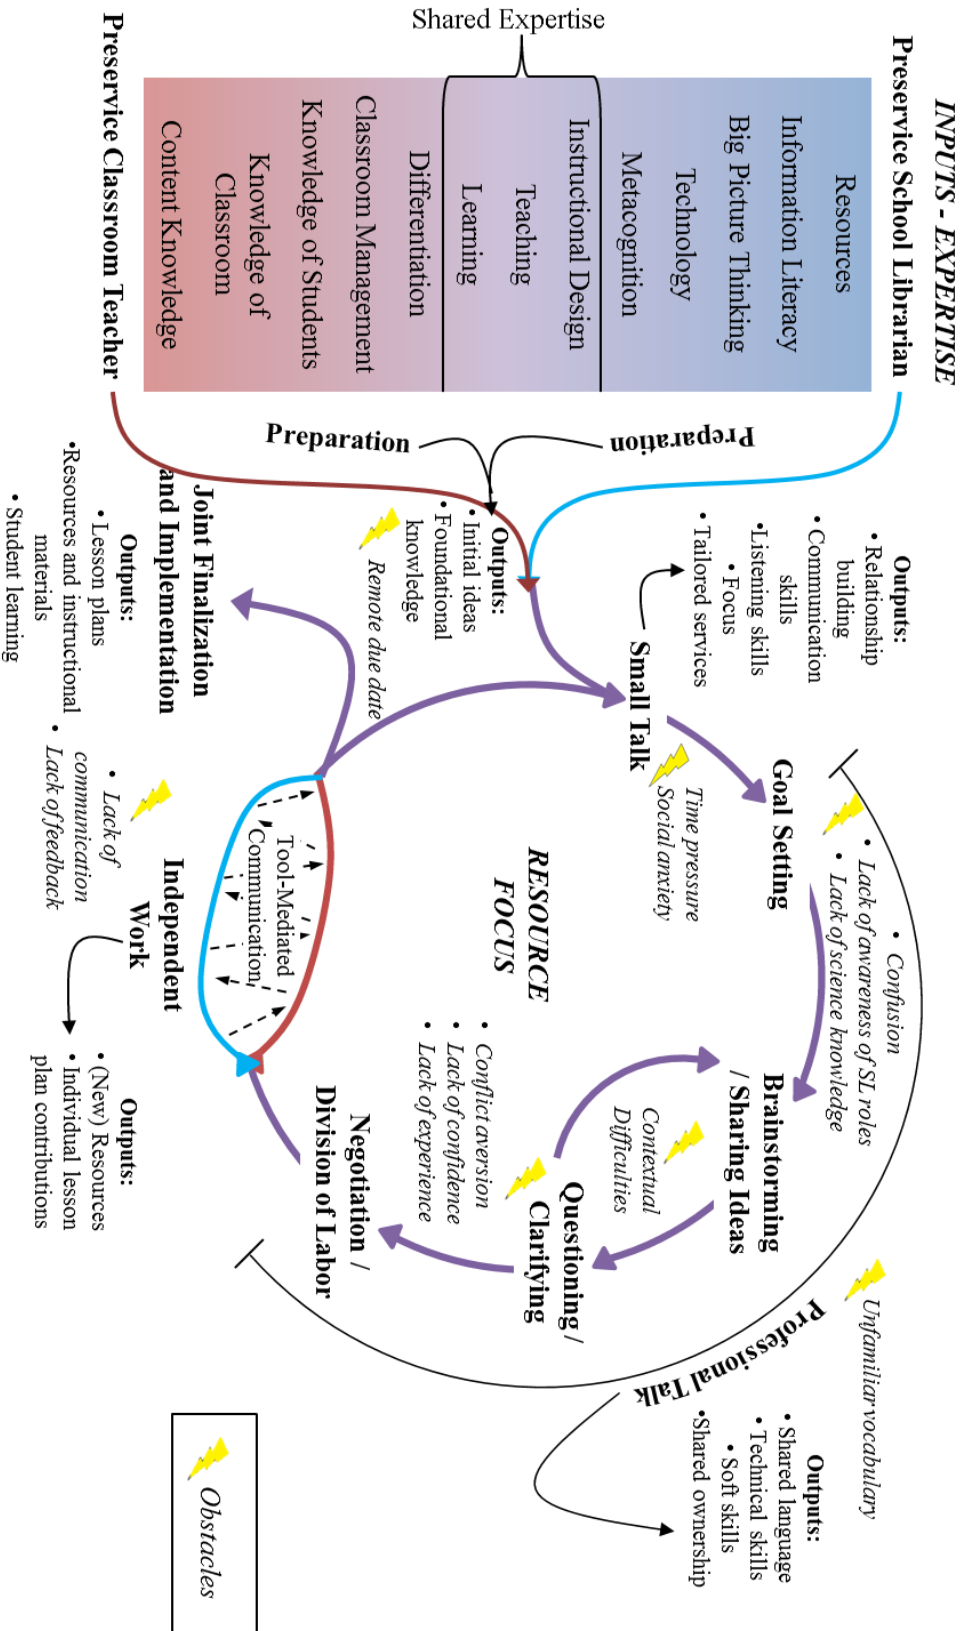 INPUTS - EXPERTISE
Preservice School Librarian
Resources
Information Literacy
Big Picture Thinking
Technology
Metacognition
Instructional Design
Teaching
Learning
Differentiation
Classroom Management
Knowledge of Students
Knowledge of
Classroom
Content Knowledge
Preservice Classroom Teacher
Shared Expertise
Preparation
Preparation
Outputs:
• Initial ideas
• Foundational
knowledge
Remote due date
Outputs:
• Relationship
building
• Communication
skills
•Listening skills
• Focus
• Tailored services
Small Talk
Time pressure
Social anxiety
Goal Setting
• Confusion
• Lack of awareness of SL roles
• Lack of science knowledge
RESOURCE
FOCUS
Brainstorming
/ Sharing Ideas
Contextual
Difficulties
Questioning /
Clarifying
• Conflict aversion
• Lack of confidence
• Lack of experience
Negotiation /
Division of Labor
Professional Talk
Unfamiliar vocabulary
Outputs:
• Shared language
• Technical skills
• Soft skills
•Shared ownership
Tool-Mediated
Communication
Independent
Work
• Lack of
communication
• Lack of feedback
Outputs:
• (New) Resources
• Individual lesson
plan contributions
Joint Finalization
and Implementation
Outputs:
• Lesson plans
•Resources and instructional
materials
• Student learning
Obstacles